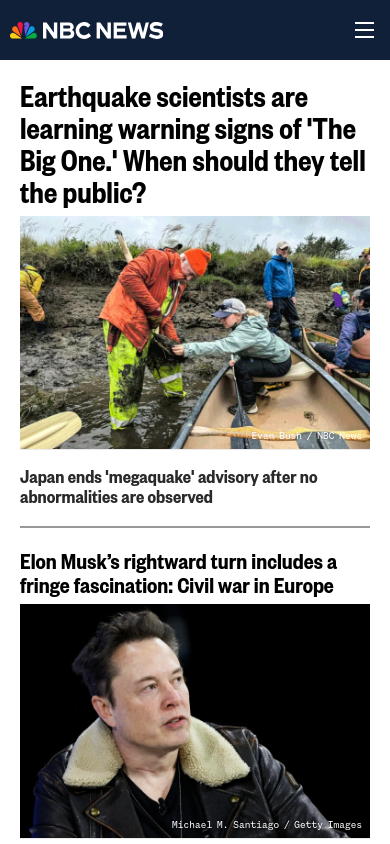 NBC NEWS
Earthquake scientists are
learning warning signs of 'The
Big One.' When should they tell
the public?
Evan Bush / NBC News
Japan ends 'megaquake' advisory after no
abnormalities are observed
Elon Musk’s rightward turn includes a
fringe fascination: Civil war in Europe
Michael M. Santiago / Getty Images